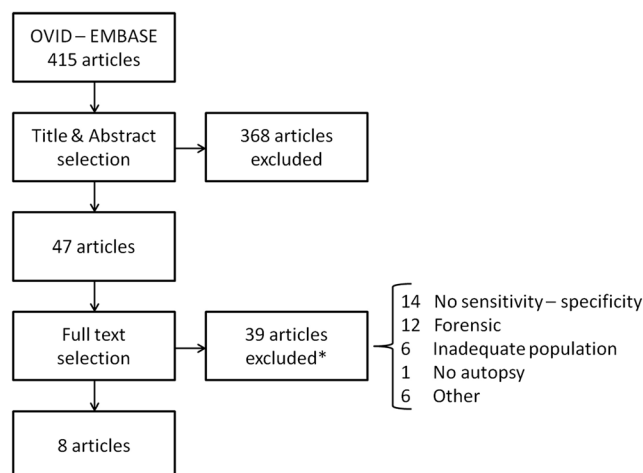 OVID – EMBASE
415 articles
Title & Abstract
selection
368 articles
excluded
47 articles
Full text
selection
39 articles
excluded*
14 No sensitivity – specificity
12 Forensic
6 Inadequate population
1 No autopsy
6 Other
8 articles